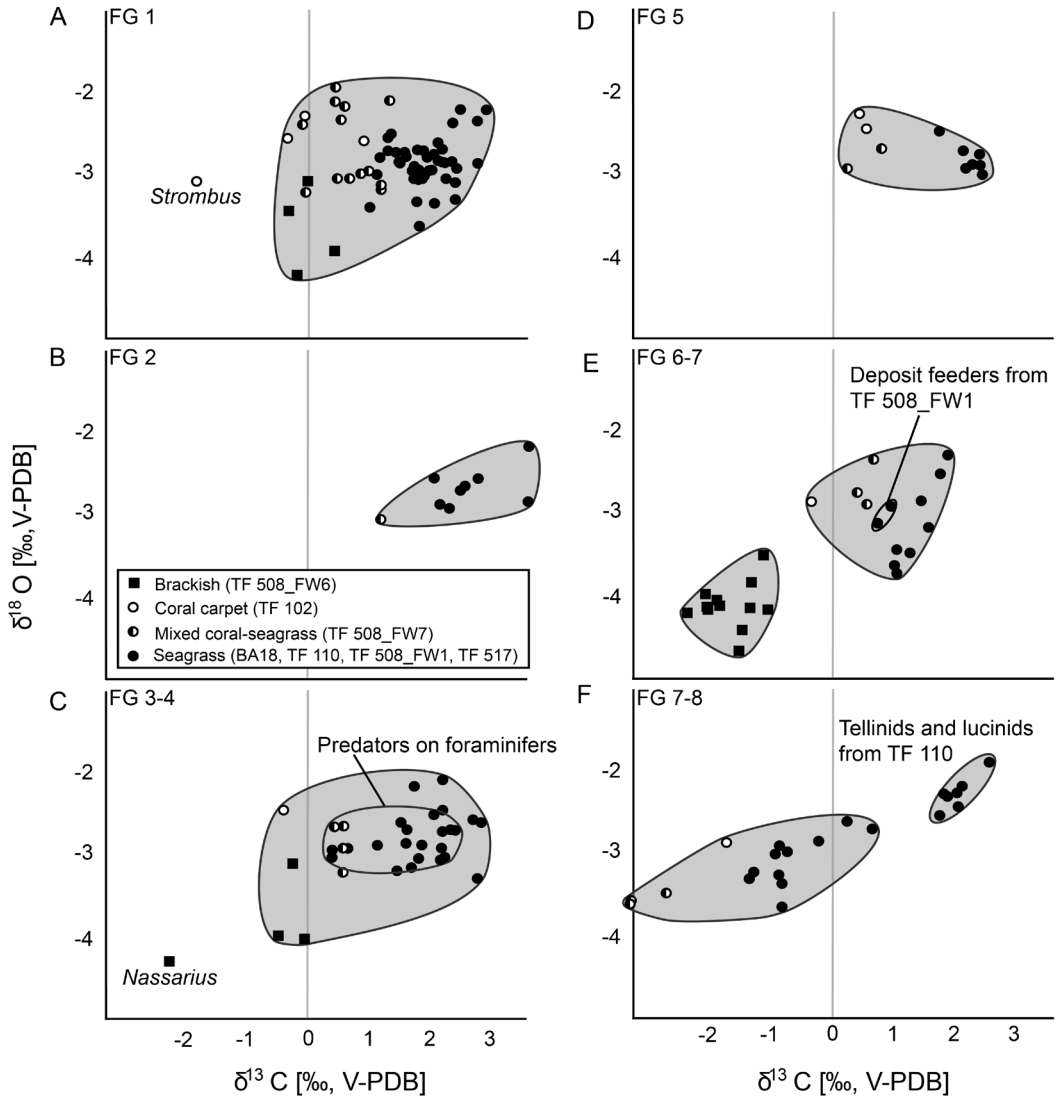 A
FG 1
-2
-3
-4
Strombus
B
FG 2
-2
-3
-4
Brackish (TF 508_FW6)
Coral carpet (TF 102)
Mixed coral-seagrass (TF 508_FW7)
Seagrass (BA18, TF 110, TF 508_FW1, TF 517)
C
FG 3-4
Predators on foraminifers
-2
-3
-4
Nassarius
-2 -1 0 1 2 3
δ13 C [‰, V-PDB]
δ18 O [‰, V-PDB]
D
FG 5
-2
-3
-4
E
FG 6-7
Deposit feeders from
TF 508_FW1
-2
-3
-4
F
FG 7-8
Tellinids and lucinids
from TF 110
-2
-3
-4
-2 -1 0 1 2 3
δ13 C [‰, V-PDB]